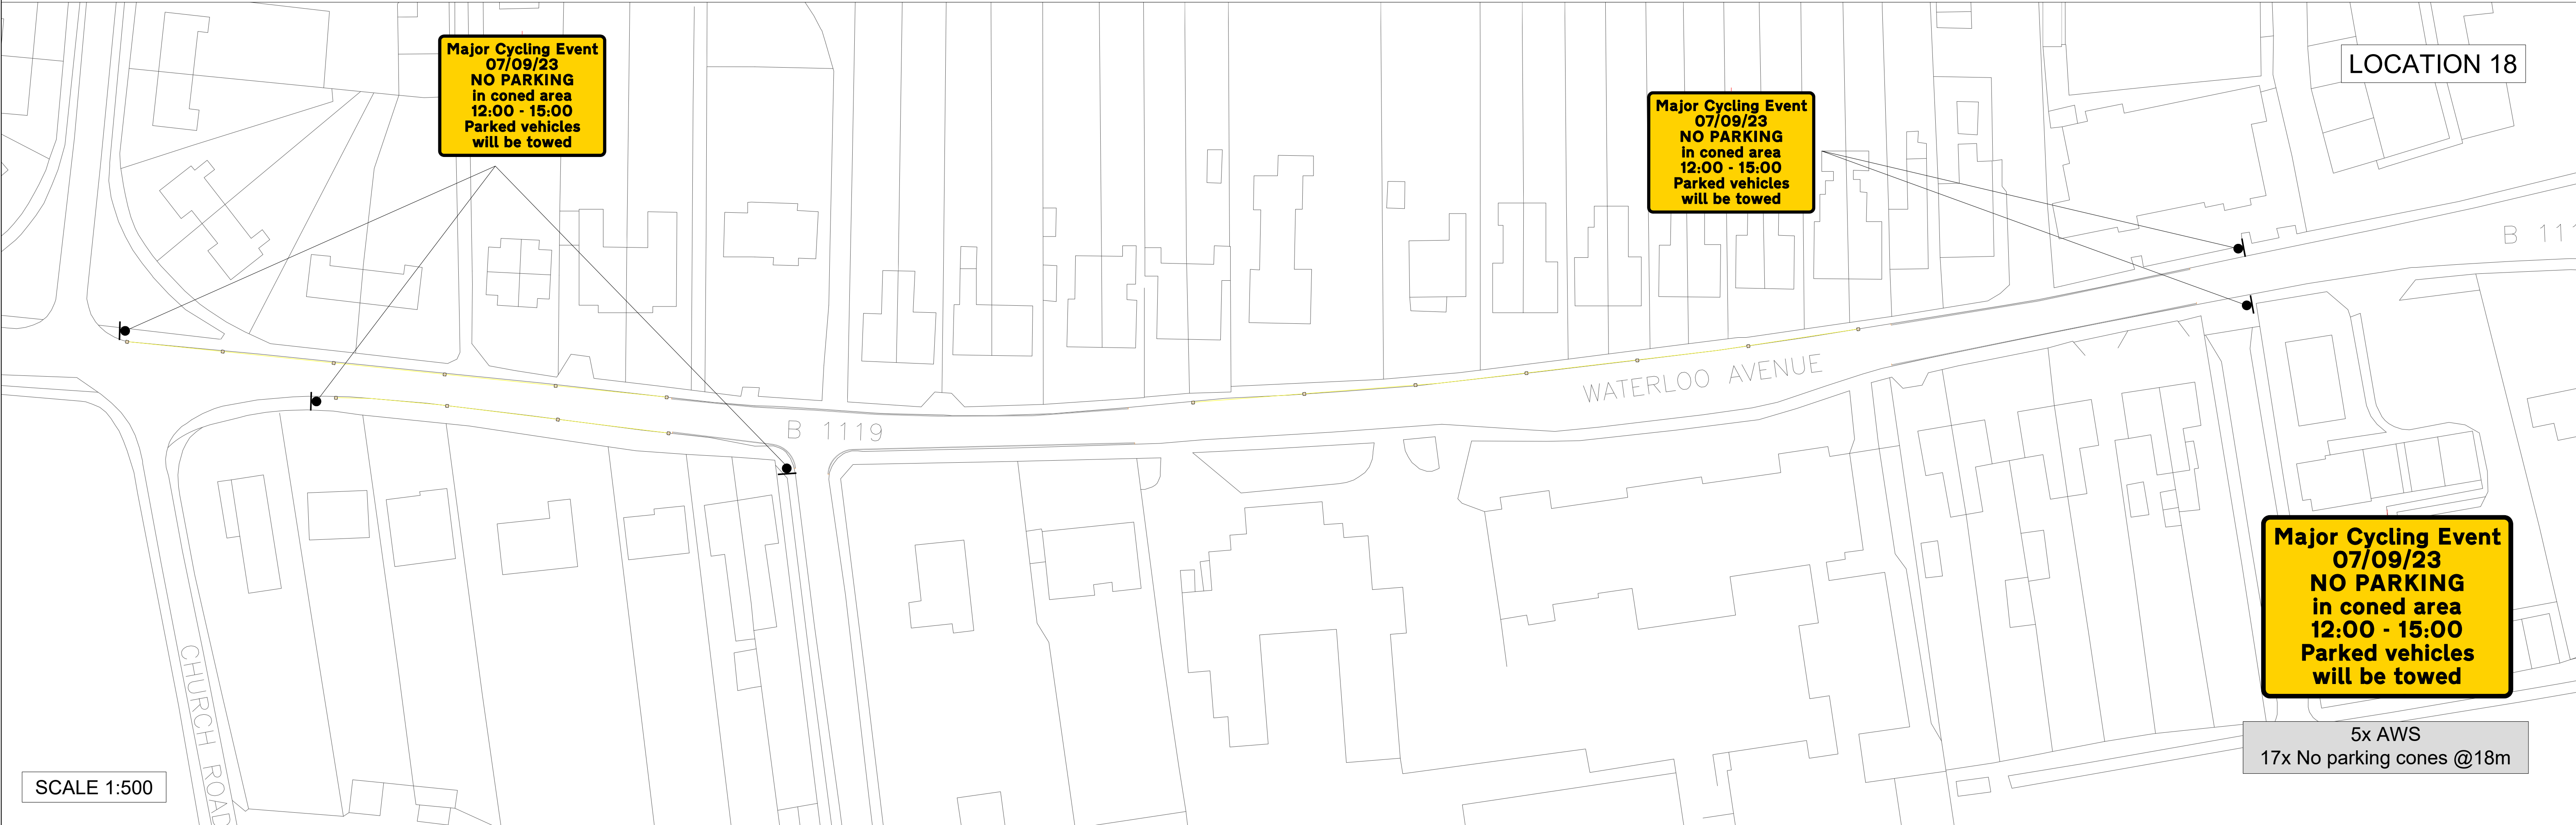 Major Cycling Event
07/09/23
NO PARKING
in coned area
12:00 - 15:00
Parked vehicles
will be towed
Major Cycling Event
07/09/23
NO PARKING
in coned area
12:00 - 15:00
Parked vehicles
will be towed
LOCATION 18
B 111
WATERLOO AVENUE
B 1119
CHURCH ROAD
Major Cycling Event
07/09/23
NO PARKING
in coned area
12:00 - 15:00
Parked vehicles
will be towed
5x AWS
17x No parking cones @18m
SCALE 1:500